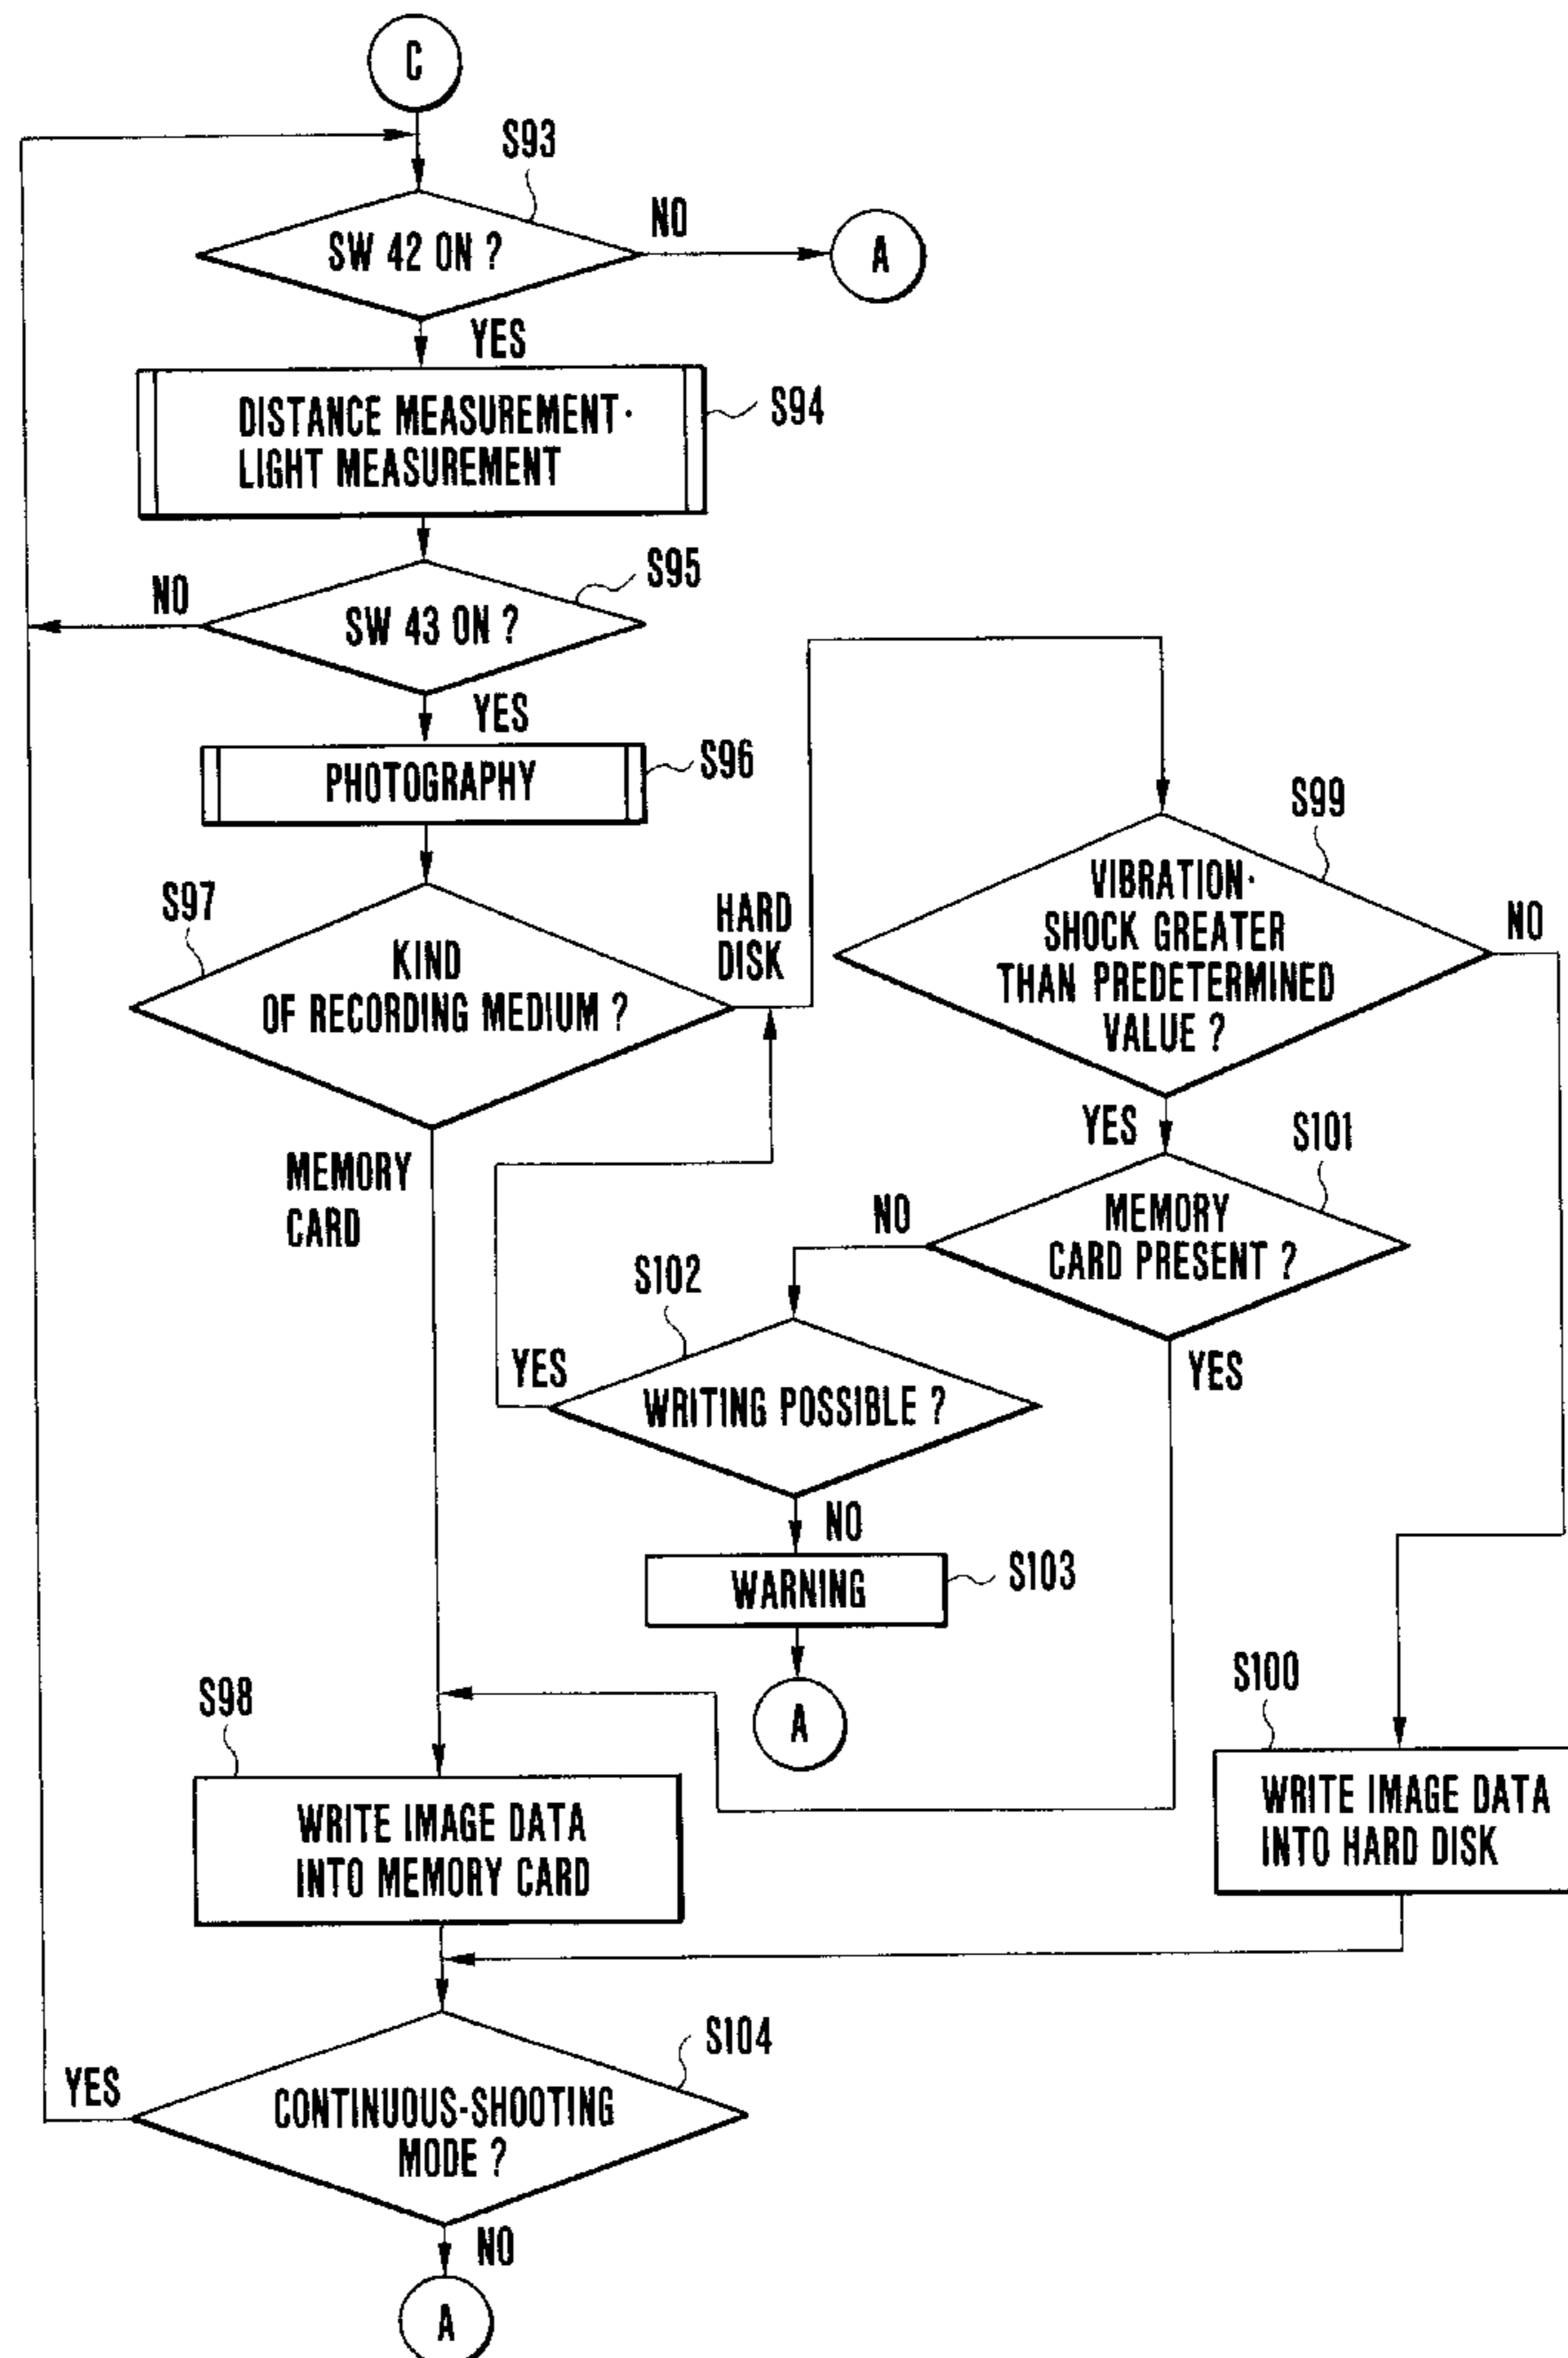 C
S93
SW 42 ON ?
NO
A
YES
DISTANCE MEASUREMENT·
LIGHT MEASUREMENT
S94
S95
NO
SW 43 ON ?
YES
PHOTOGRAPHY
S96
S97
KIND
OF RECORDING MEDIUM ?
HARD
DISK
S99
VIBRATION·
SHOCK GREATER
THAN PREDETERMINED
VALUE ?
NO
YES
MEMORY
CARD
S101
MEMORY
CARD PRESENT ?
NO
YES
S102
YES
WRITING POSSIBLE ?
NO
WARNING
S103
A
S98
WRITE IMAGE DATA
INTO MEMORY CARD
S100
WRITE IMAGE DATA
INTO HARD DISK
S104
YES
CONTINUOUS-SHOOTING
MODE ?
NO
A